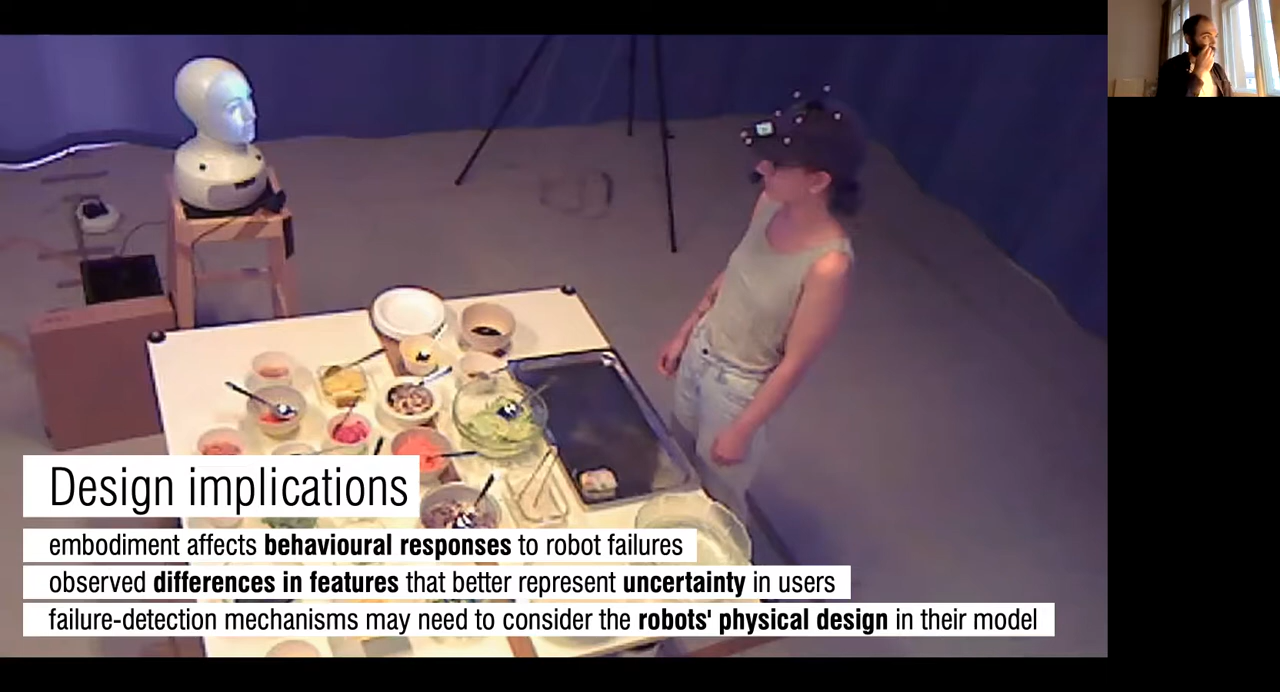 Design implications
embodiment affects behavioural responses to robot failures
observed differences in features that better represent uncertainty in users
failure-detection mechanisms may need to consider the robots' physical design in their model